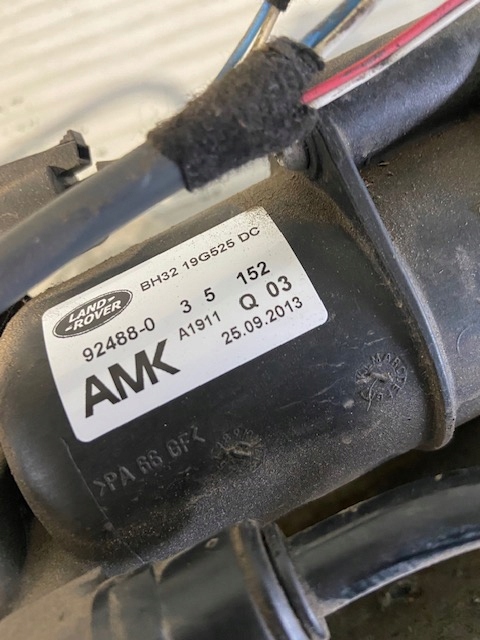 LAND-
-ROVER
BH32 19G525 DC
92488-0 3 5 152
A1911 Q 03
AMK 25.09.2013
>PA 66 GF<